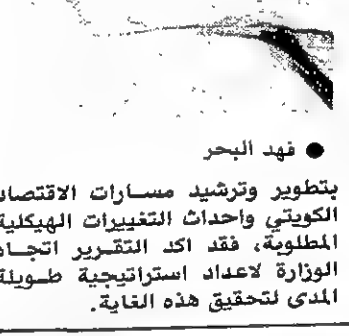 ● فهد البحر
بتطوير وترشيد مسارات الاقتصاد
الكويتي واحداث التغييرات الهيكلية
المطلوبة، فقد اكد التقرير اتجاه
الوزارة لاعداد استراتيجية طويلة
المدى لتحقيق هذه الغاية.